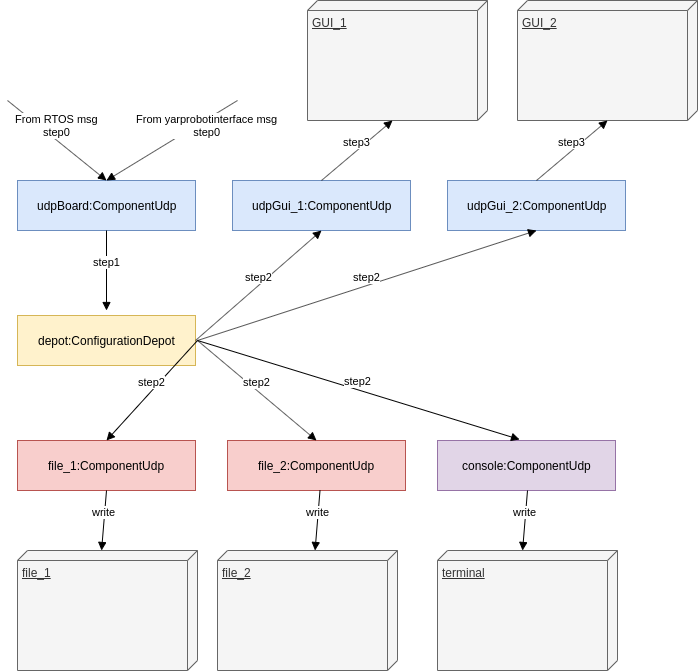 GUI_1
GUI_2
From RTOS msg
step0
From yarprobotinterface msg
step0
step3
step3
udpBoard:ComponentUdp
udpGui_1:ComponentUdp
udpGui_2:ComponentUdp
step1
step2
step2
depot:ConfigurationDepot
step2
step2
step2
file_1:ComponentUdp
file_2:ComponentUdp
console:ComponentUdp
write
write
write
file_1
file_2
terminal